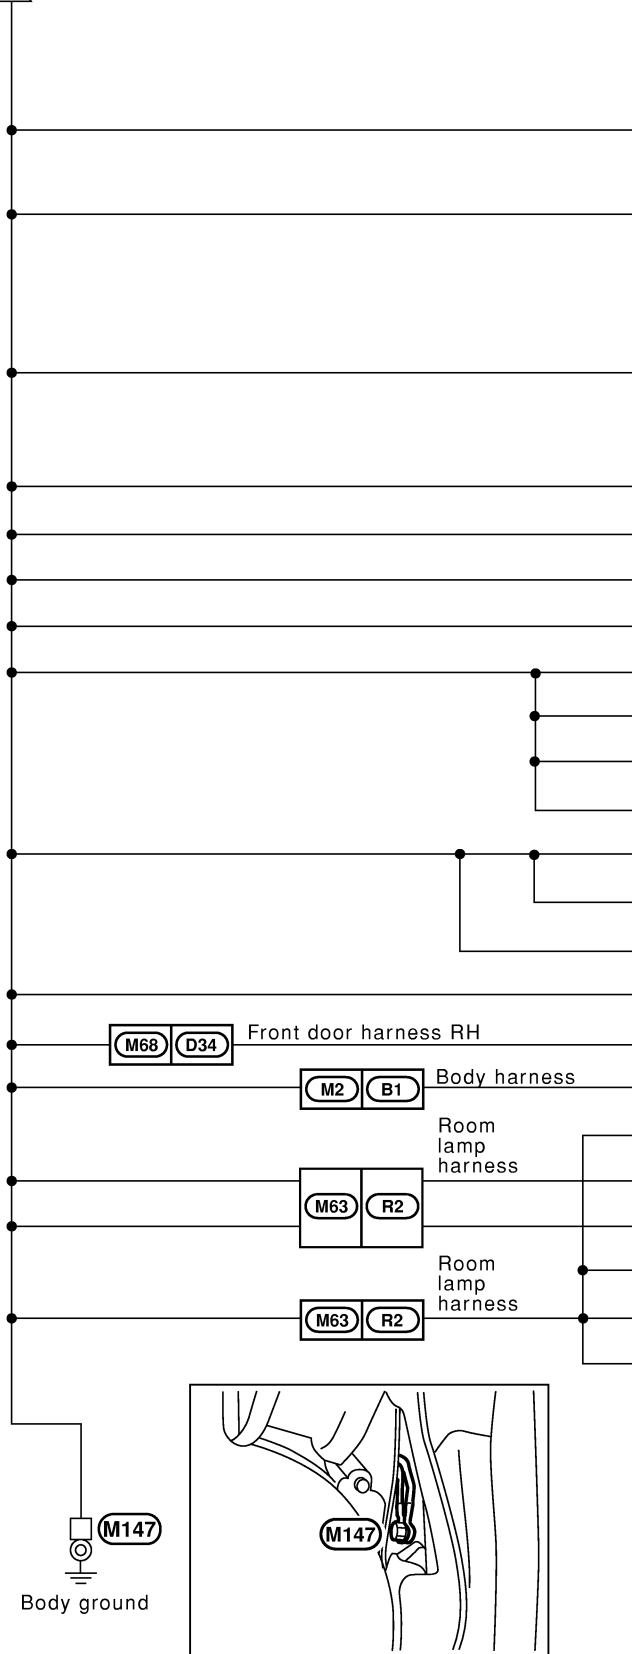 M68 D34 Front door harness RH
M2 B1 Body harness
Room
lamp
harness
M63 R2
Room
lamp
harness
M63 R2
M147
Body ground
M147